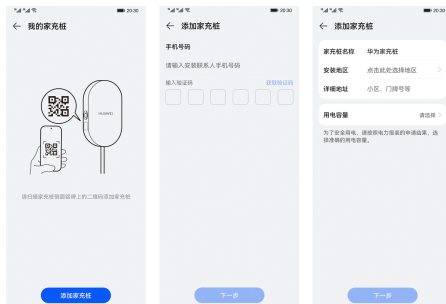 20:30
我的家充桩
HUAWEI
请扫描家充桩侧面铭牌上的二维码添加家充桩
添加家充桩
20:30
添加家充桩
手机号码
请输入安装联系人手机号码
输入验证码
获取验证码
下一步
20:30
添加家充桩
家充桩名称 华为家充桩
安装地区 点击此处选择地区
详细地址 小区、门牌号等
用电容量 请选择
为了安全用电，请按照电力报装的申请结果，选
择准确的用电容量。
下一步